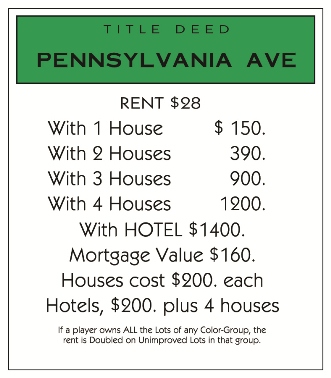 TITLE DEED
PENNSYLVANIA AVE
RENT $28
With 1 House $ 150.
With 2 Houses 390.
With 3 Houses 900.
With 4 Houses 1200.
With HOTEL $1400.
Mortgage Value $160.
Houses cost $200. each
Hotels, $200. plus 4 houses
If a player owns ALL the Lots of any Color-Group, the
rent is Doubled on Unimproved Lots in that group.